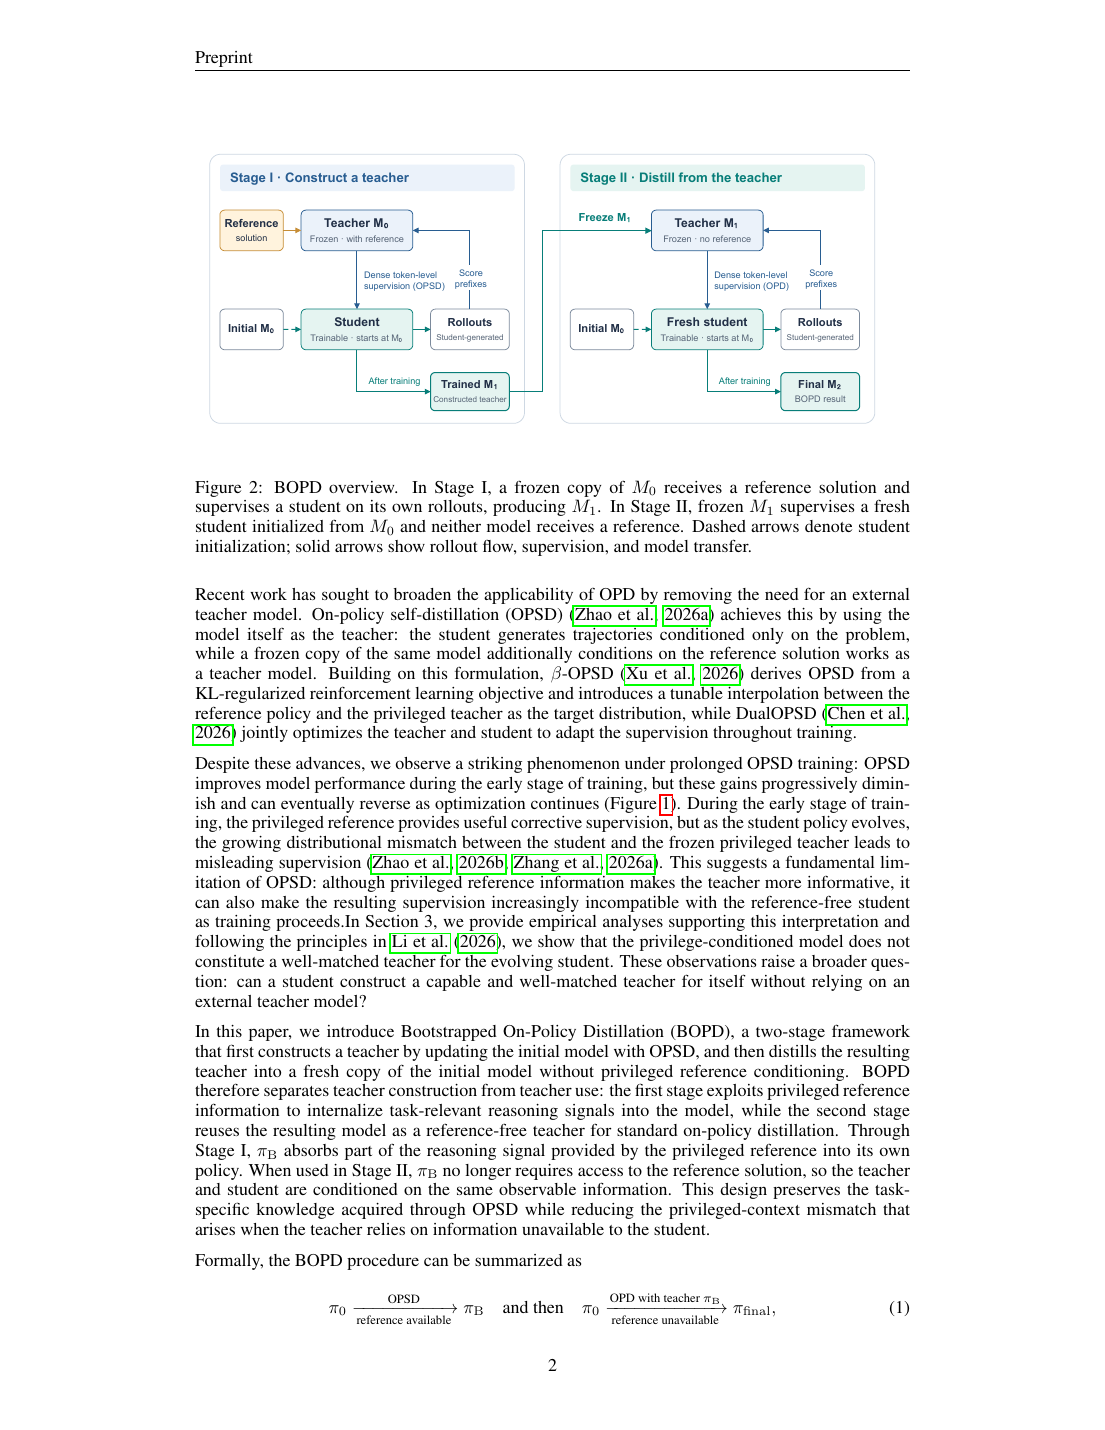 Preprint
Stage I · Construct a teacher
Reference
solution
Teacher M₀
Frozen · with reference
Dense token-level
supervision (OPSD)
Score
prefixes
Initial M₀
Student
Trainable · starts at M₀
Rollouts
Student-generated
After training
Trained M₁
Constructed teacher
Stage II · Distill from the teacher
Freeze M₁
Teacher M₁
Frozen · no reference
Dense token-level
supervision (OPD)
Score
prefixes
Initial M₀
Fresh student
Trainable · starts at M₀
Rollouts
Student-generated
After training
Final M₂
BOPD result
Figure 2: BOPD overview. In Stage I, a frozen copy of M₀ receives a reference solution and
supervises a student on its own rollouts, producing M₁. In Stage II, frozen M₁ supervises a fresh
student initialized from M₀ and neither model receives a reference. Dashed arrows denote student
initialization; solid arrows show rollout flow, supervision, and model transfer.
Recent work has sought to broaden the applicability of OPD by removing the need for an external
teacher model. On-policy self-distillation (OPSD) (Zhao et al., 2026a) achieves this by using the
model itself as the teacher: the student generates trajectories conditioned only on the problem,
while a frozen copy of the same model additionally conditions on the reference solution works as
a teacher model. Building on this formulation, β-OPSD (Xu et al., 2026) derives OPSD from a
KL-regularized reinforcement learning objective and introduces a tunable interpolation between the
reference policy and the privileged teacher as the target distribution, while DualOPSD (Chen et al.,
2026) jointly optimizes the teacher and student to adapt the supervision throughout training.
Despite these advances, we observe a striking phenomenon under prolonged OPSD training: OPSD
improves model performance during the early stage of training, but these gains progressively dimin-
ish and can eventually reverse as optimization continues (Figure 1). During the early stage of train-
ing, the privileged reference provides useful corrective supervision, but as the student policy evolves,
the growing distributional mismatch between the student and the frozen privileged teacher leads to
misleading supervision (Zhao et al., 2026b; Zhang et al., 2026a). This suggests a fundamental lim-
itation of OPSD: although privileged reference information makes the teacher more informative, it
can also make the resulting supervision increasingly incompatible with the reference-free student
as training proceeds.In Section 3, we provide empirical analyses supporting this interpretation and
following the principles in Li et al. (2026), we show that the privilege-conditioned model does not
constitute a well-matched teacher for the evolving student. These observations raise a broader ques-
tion: can a student construct a capable and well-matched teacher for itself without relying on an
external teacher model?
In this paper, we introduce Bootstrapped On-Policy Distillation (BOPD), a two-stage framework
that first constructs a teacher by updating the initial model with OPSD, and then distills the resulting
teacher into a fresh copy of the initial model without privileged reference conditioning. BOPD
therefore separates teacher construction from teacher use: the first stage exploits privileged reference
information to internalize task-relevant reasoning signals into the model, while the second stage
reuses the resulting model as a reference-free teacher for standard on-policy distillation. Through
Stage I, π_B absorbs part of the reasoning signal provided by the privileged reference into its own
policy. When used in Stage II, π_B no longer requires access to the reference solution, so the teacher
and student are conditioned on the same observable information. This design preserves the task-
specific knowledge acquired through OPSD while reducing the privileged-context mismatch that
arises when the teacher relies on information unavailable to the student.
Formally, the BOPD procedure can be summarized as
π₀ —OPSD / reference available→ π_B and then π₀ —OPD with teacher π_B / reference unavailable→ π_final, (1)
2